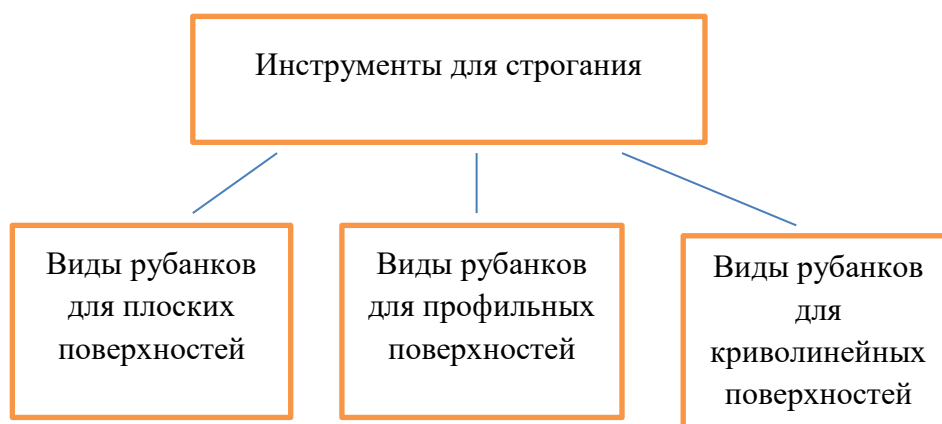 Инструменты для строгания
Виды рубанков
для плоских
поверхностей
Виды рубанков
для профильных
поверхностей
Виды рубанков
для
криволинейных
поверхностей